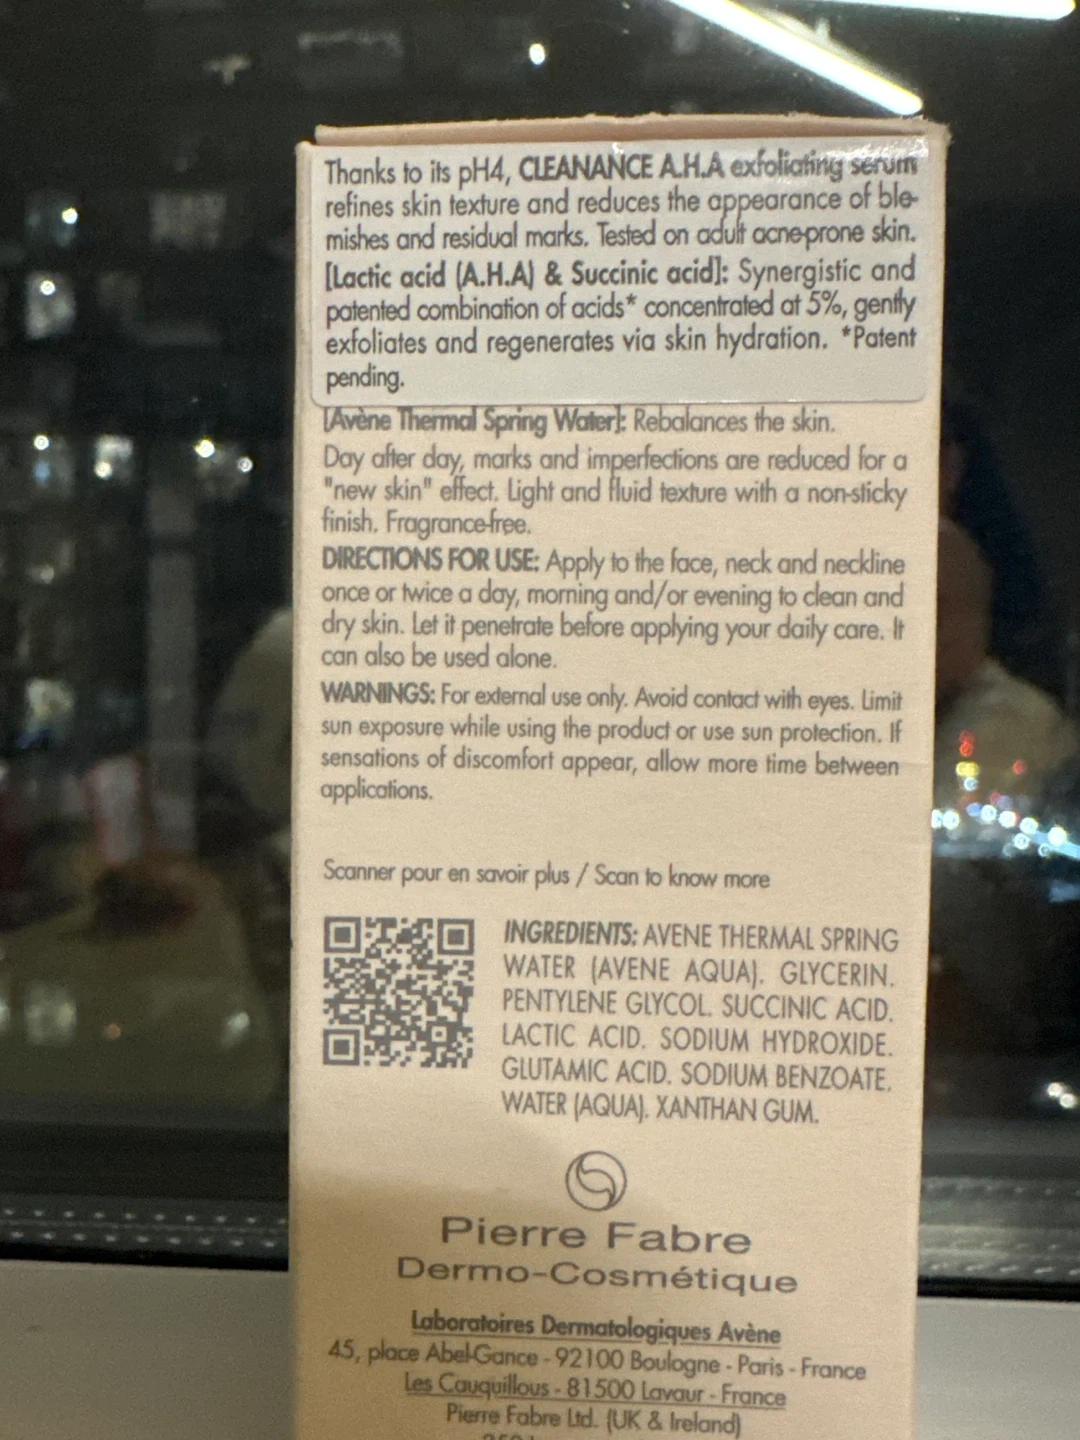 Thanks to its pH4, CLEANANCE A.H.A exfoliating serum
refines skin texture and reduces the appearance of ble-
mishes and residual marks. Tested on adult acne-prone skin.
[Lactic acid (A.H.A) & Succinic acid]: Synergistic and
patented combination of acids* concentrated at 5%, gently
exfoliates and regenerates via skin hydration. *Patent
pending.
[Avène Thermal Spring Water]: Rebalances the skin.
Day after day, marks and imperfections are reduced for a
"new skin" effect. Light and fluid texture with a non-sticky
finish. Fragrance-free.
DIRECTIONS FOR USE: Apply to the face, neck and neckline
once or twice a day, morning and/or evening to clean and
dry skin. Let it penetrate before applying your daily care. It
can also be used alone.
WARNINGS: For external use only. Avoid contact with eyes. Limit
sun exposure while using the product or use sun protection. If
sensations of discomfort appear, allow more time between
applications.
Scanner pour en savoir plus / Scan to know more
INGREDIENTS: AVENE THERMAL SPRING
WATER (AVENE AQUA). GLYCERIN.
PENTYLENE GLYCOL. SUCCINIC ACID.
LACTIC ACID. SODIUM HYDROXIDE.
GLUTAMIC ACID. SODIUM BENZOATE.
WATER (AQUA). XANTHAN GUM.
Pierre Fabre
Dermo-Cosmétique
Laboratoires Dermatologiques Avène
45, place Abel-Gance - 92100 Boulogne - Paris - France
Les Cauquillous - 81500 Lavaur - France
Pierre Fabre Ltd. (UK & Ireland)